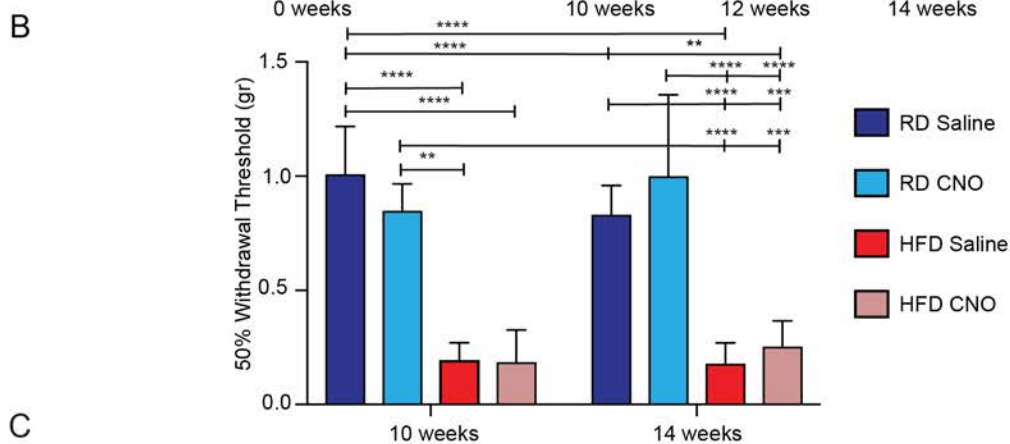 B
0 weeks 10 weeks 12 weeks 14 weeks
****
**** **
**** **** ****
**** **** ***
**** ***
**
50% Withdrawal Threshold (gr)
1.5
1.0
0.5
0.0
10 weeks 14 weeks
RD Saline
RD CNO
HFD Saline
HFD CNO
C